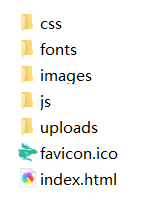 css
fonts
images
js
uploads
favicon.ico
index.html